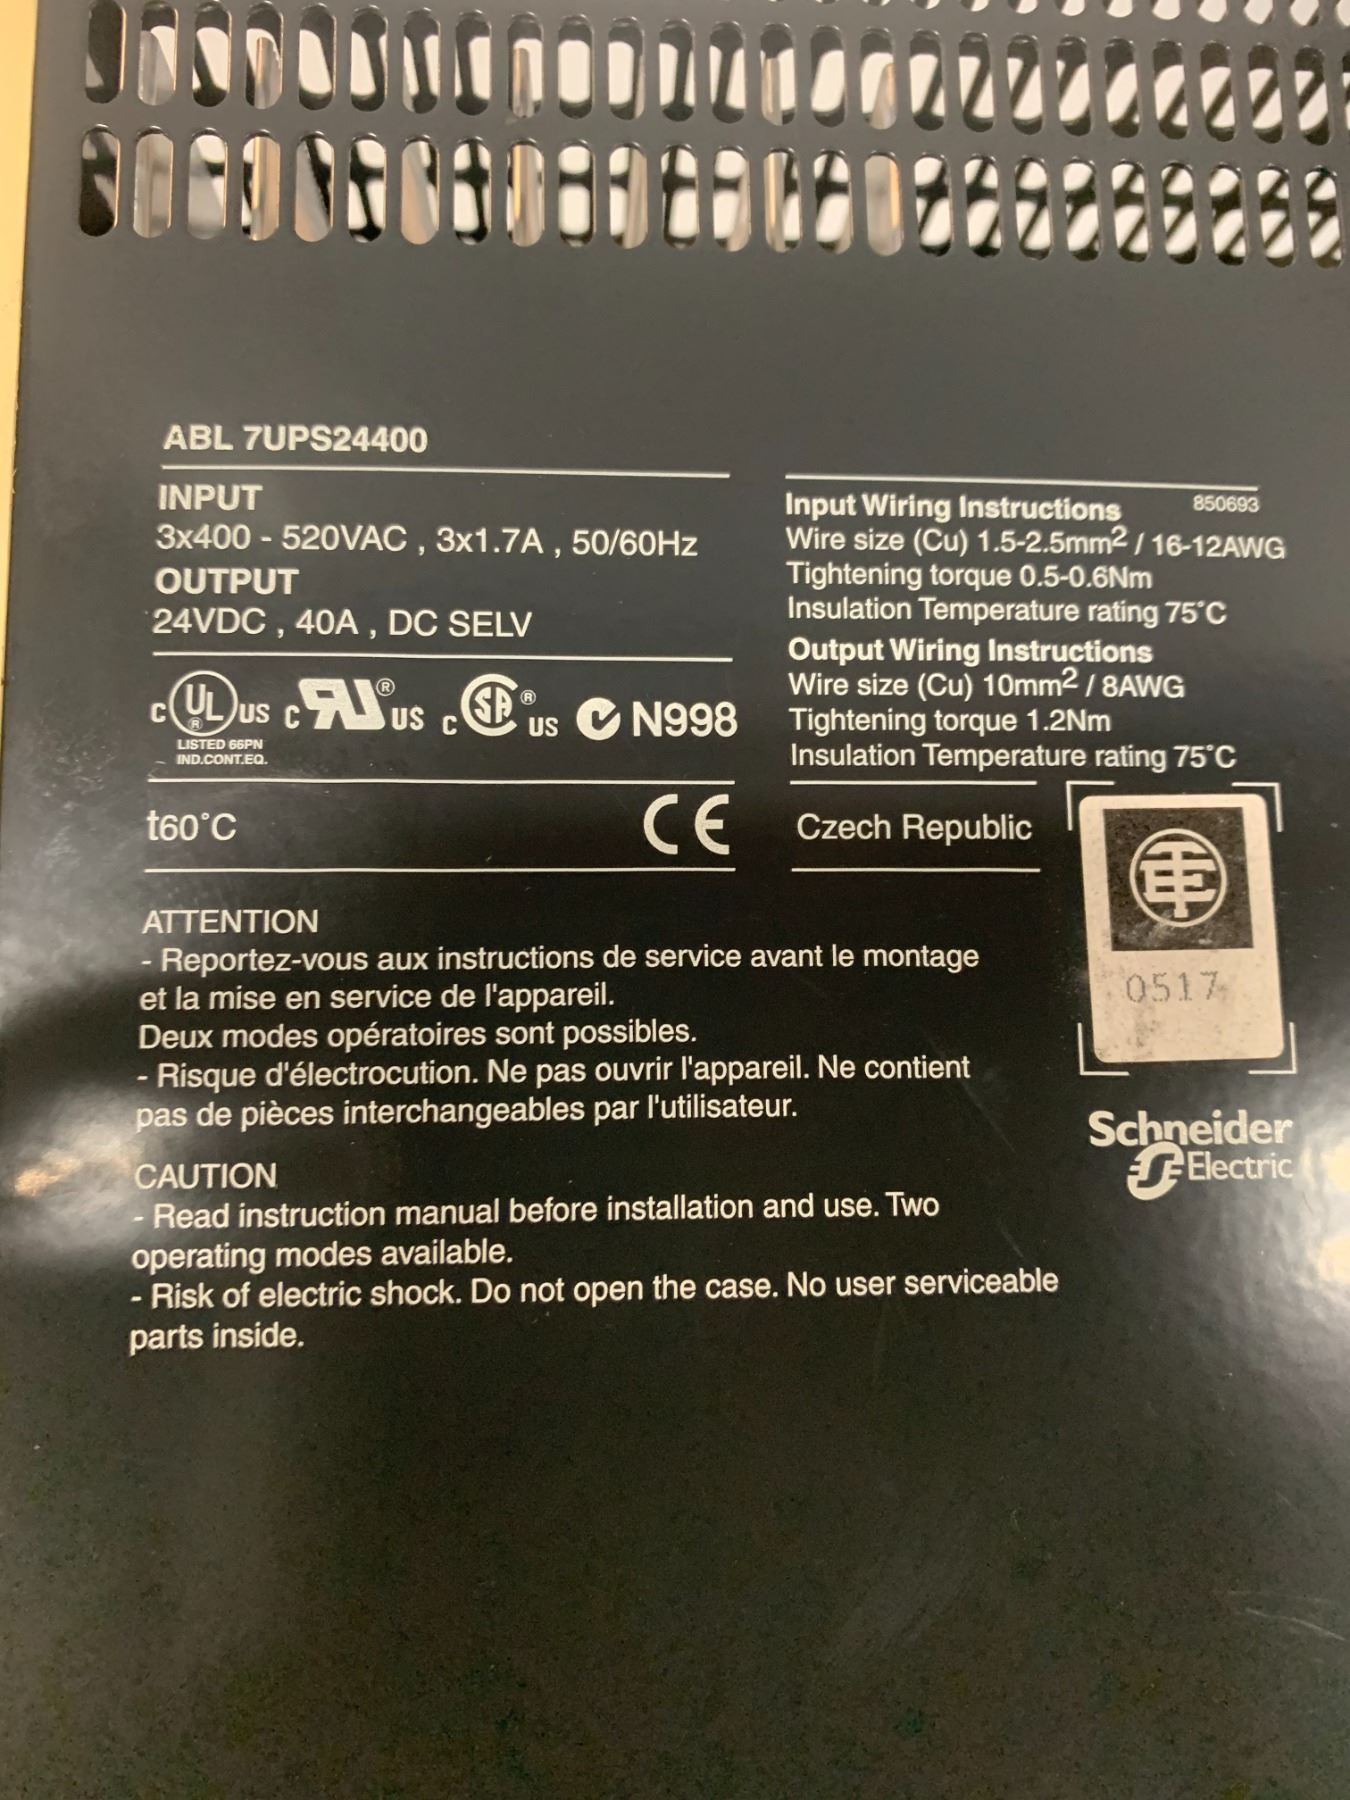 ABL 7UPS24400
INPUT
3x400 - 520VAC , 3x1.7A , 50/60Hz
OUTPUT
24VDC , 40A , DC SELV
C UL ® US C RU ® US C SA ® US N998
LISTED 66PN
IND.CONT.EQ.
t60°C CE
Input Wiring Instructions 850693
Wire size (Cu) 1.5-2.5mm² / 16-12AWG
Tightening torque 0.5-0.6Nm
Insulation Temperature rating 75°C
Output Wiring Instructions
Wire size (Cu) 10mm² / 8AWG
Tightening torque 1.2Nm
Insulation Temperature rating 75°C
Czech Republic
TE
0517
Schneider
Electric
ATTENTION
- Reportez-vous aux instructions de service avant le montage
et la mise en service de l'appareil.
Deux modes opératoires sont possibles.
- Risque d'électrocution. Ne pas ouvrir l'appareil. Ne contient
pas de pièces interchangeables par l'utilisateur.
CAUTION
- Read instruction manual before installation and use. Two
operating modes available.
- Risk of electric shock. Do not open the case. No user serviceable
parts inside.